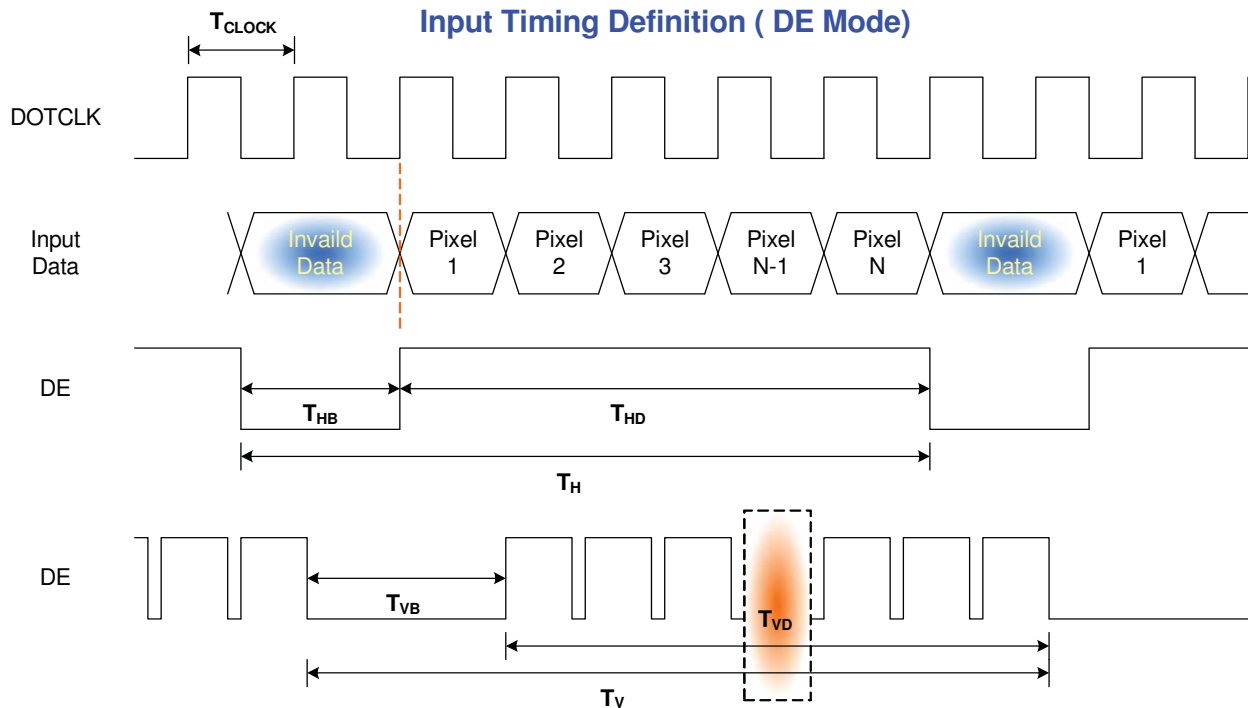 Input Timing Definition ( DE Mode)
TCLOCK
DOTCLK
Input
Data
Invaild
Data
Pixel
1
Pixel
2
Pixel
3
Pixel
N-1
Pixel
N
Invaild
Data
Pixel
1
DE
THB
THD
TH
DE
TVB
TVD
TV